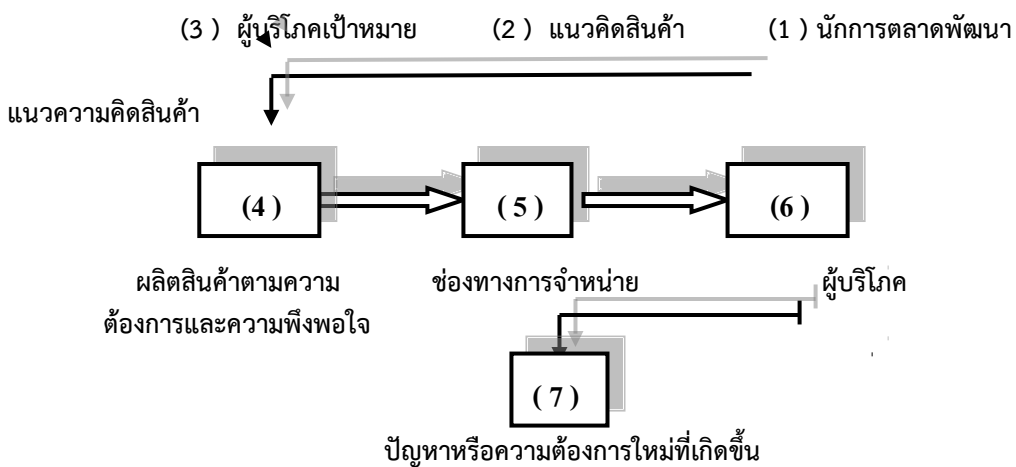 (3 ) ผู้บริโภคเป้าหมาย (2 ) แนวคิดสินค้า (1 ) นักการตลาดพัฒนา
แนวความคิดสินค้า
(4 ) ( 5 ) (6 )
ผลิตสินค้าตามความ ช่องทางการจำหน่าย ผู้บริโภค
ต้องการและความพึงพอใจ
( 7 )
ปัญหาหรือความต้องการใหม่ที่เกิดขึ้น